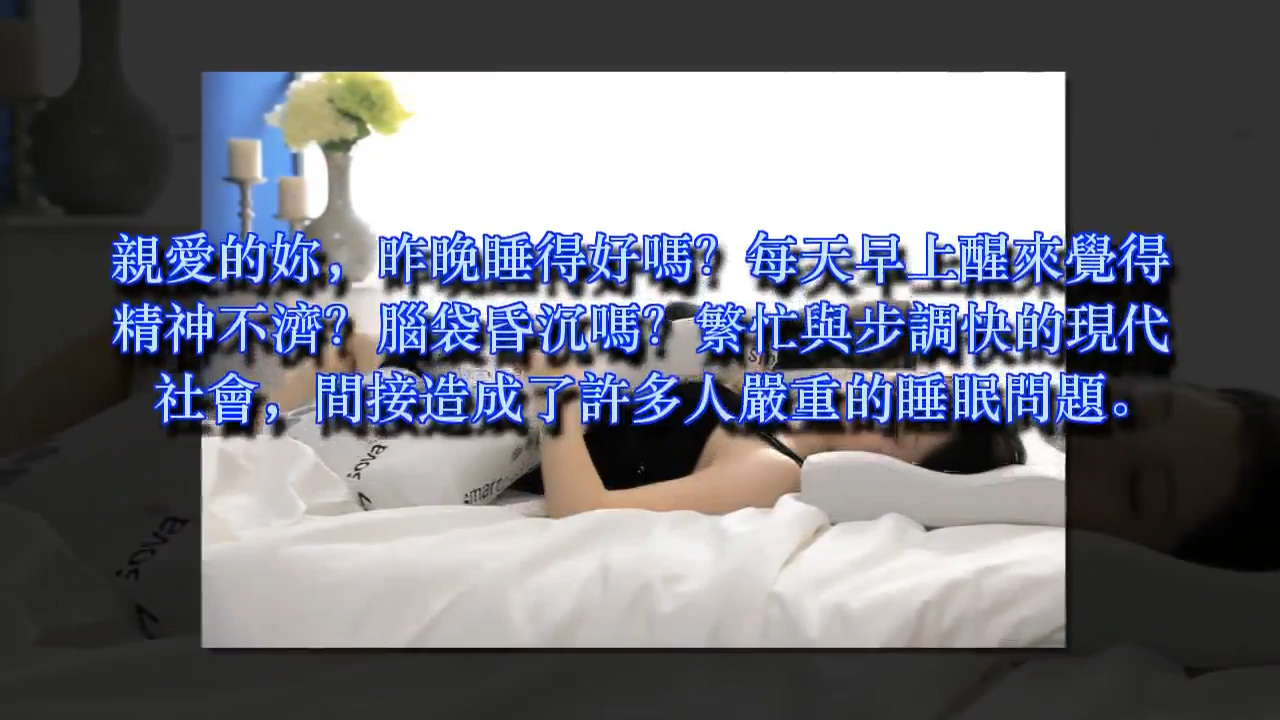 親愛的妳，昨晚睡得好嗎？每天早上醒來覺得
精神不濟？腦袋昏沉嗎？繁忙與步調快的現代
社會，間接造成了許多人嚴重的睡眠問題。